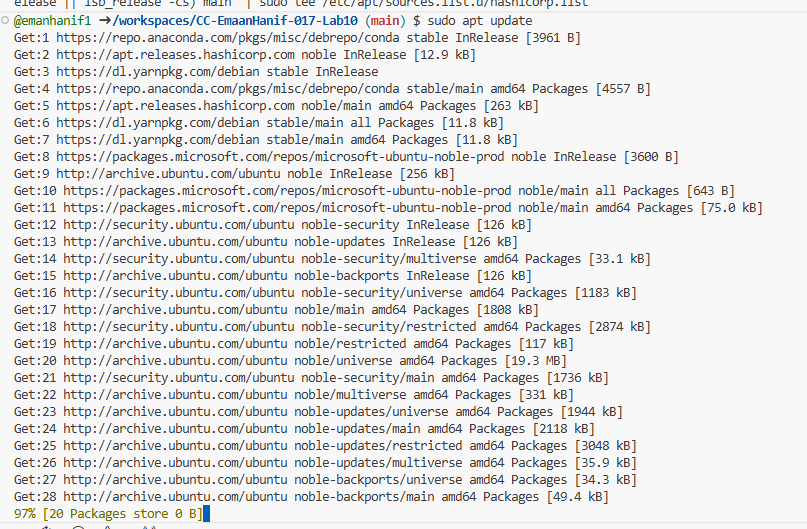 elease || lsb_release -cs) main" | sudo tee /etc/apt/sources.list.d/hashicorp.list
@emanhanif1 ➜/workspaces/CC-EmaanHanif-017-Lab10 (main) $ sudo apt update
Get:1 https://repo.anaconda.com/pkgs/misc/debrepo/conda stable InRelease [3961 B]
Get:2 https://apt.releases.hashicorp.com noble InRelease [12.9 kB]
Get:3 https://dl.yarnpkg.com/debian stable InRelease
Get:4 https://repo.anaconda.com/pkgs/misc/debrepo/conda stable/main amd64 Packages [4557 B]
Get:5 https://apt.releases.hashicorp.com noble/main amd64 Packages [263 kB]
Get:6 https://dl.yarnpkg.com/debian stable/main all Packages [11.8 kB]
Get:7 https://dl.yarnpkg.com/debian stable/main amd64 Packages [11.8 kB]
Get:8 https://packages.microsoft.com/repos/microsoft-ubuntu-noble-prod noble InRelease [3600 B]
Get:9 http://archive.ubuntu.com/ubuntu noble InRelease [256 kB]
Get:10 https://packages.microsoft.com/repos/microsoft-ubuntu-noble-prod noble/main all Packages [643 B]
Get:11 https://packages.microsoft.com/repos/microsoft-ubuntu-noble-prod noble/main amd64 Packages [75.0 kB]
Get:12 http://security.ubuntu.com/ubuntu noble-security InRelease [126 kB]
Get:13 http://archive.ubuntu.com/ubuntu noble-updates InRelease [126 kB]
Get:14 http://security.ubuntu.com/ubuntu noble-security/multiverse amd64 Packages [33.1 kB]
Get:15 http://archive.ubuntu.com/ubuntu noble-backports InRelease [126 kB]
Get:16 http://security.ubuntu.com/ubuntu noble-security/universe amd64 Packages [1183 kB]
Get:17 http://archive.ubuntu.com/ubuntu noble/main amd64 Packages [1808 kB]
Get:18 http://security.ubuntu.com/ubuntu noble-security/restricted amd64 Packages [2874 kB]
Get:19 http://archive.ubuntu.com/ubuntu noble/restricted amd64 Packages [117 kB]
Get:20 http://archive.ubuntu.com/ubuntu noble/universe amd64 Packages [19.3 MB]
Get:21 http://security.ubuntu.com/ubuntu noble-security/main amd64 Packages [1736 kB]
Get:22 http://archive.ubuntu.com/ubuntu noble/multiverse amd64 Packages [331 kB]
Get:23 http://archive.ubuntu.com/ubuntu noble-updates/universe amd64 Packages [1944 kB]
Get:24 http://archive.ubuntu.com/ubuntu noble-updates/main amd64 Packages [2118 kB]
Get:25 http://archive.ubuntu.com/ubuntu noble-updates/restricted amd64 Packages [3048 kB]
Get:26 http://archive.ubuntu.com/ubuntu noble-updates/multiverse amd64 Packages [35.9 kB]
Get:27 http://archive.ubuntu.com/ubuntu noble-backports/universe amd64 Packages [34.3 kB]
Get:28 http://archive.ubuntu.com/ubuntu noble-backports/main amd64 Packages [49.4 kB]
97% [20 Packages store 0 B]